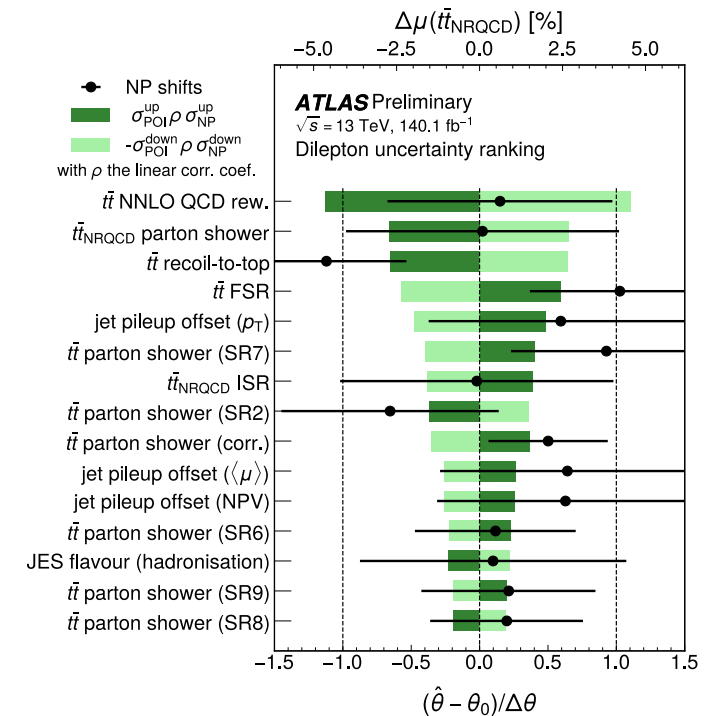 Δμ(tt̄NRQCD) [%]
−5.0 −2.5 0.0 2.5 5.0
NP shifts
σ^up_POI ρ σ^up_NP
-σ^down_POI ρ σ^down_NP
with ρ the linear corr. coef.
ATLAS Preliminary
√s = 13 TeV, 140.1 fb⁻¹
Dilepton uncertainty ranking
tt̄ NNLO QCD rew.
tt̄NRQCD parton shower
tt̄ recoil-to-top
tt̄ FSR
jet pileup offset (pT)
tt̄ parton shower (SR7)
tt̄NRQCD ISR
tt̄ parton shower (SR2)
tt̄ parton shower (corr.)
jet pileup offset (⟨μ⟩)
jet pileup offset (NPV)
tt̄ parton shower (SR6)
JES flavour (hadronisation)
tt̄ parton shower (SR9)
tt̄ parton shower (SR8)
−1.5 −1.0 −0.5 0.0 0.5 1.0 1.5
(θ̂ − θ₀)/Δθ